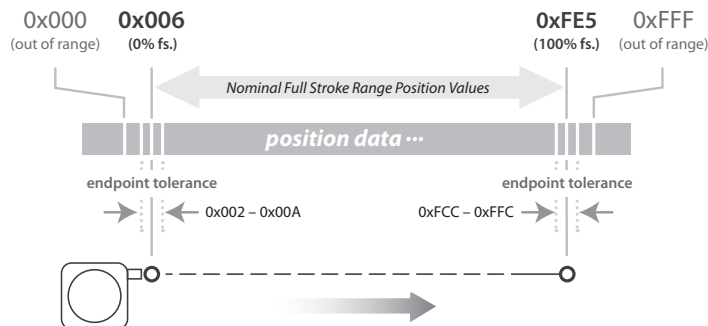 0x000 0x006 0xFE5 0xFFF
(out of range) (0% fs.) (100% fs.) (out of range)
Nominal Full Stroke Range Position Values
position data ···
endpoint tolerance endpoint tolerance
0x002 – 0x00A 0xFCC – 0xFFC